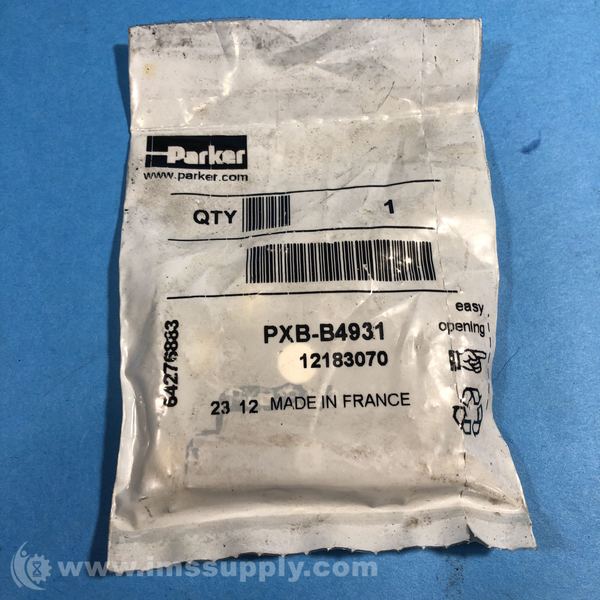 Parker
www.parker.com
QTY 1
easy
opening
PXB-B4931
12183070
64276883
23 12 MADE IN FRANCE
www.imssupply.com